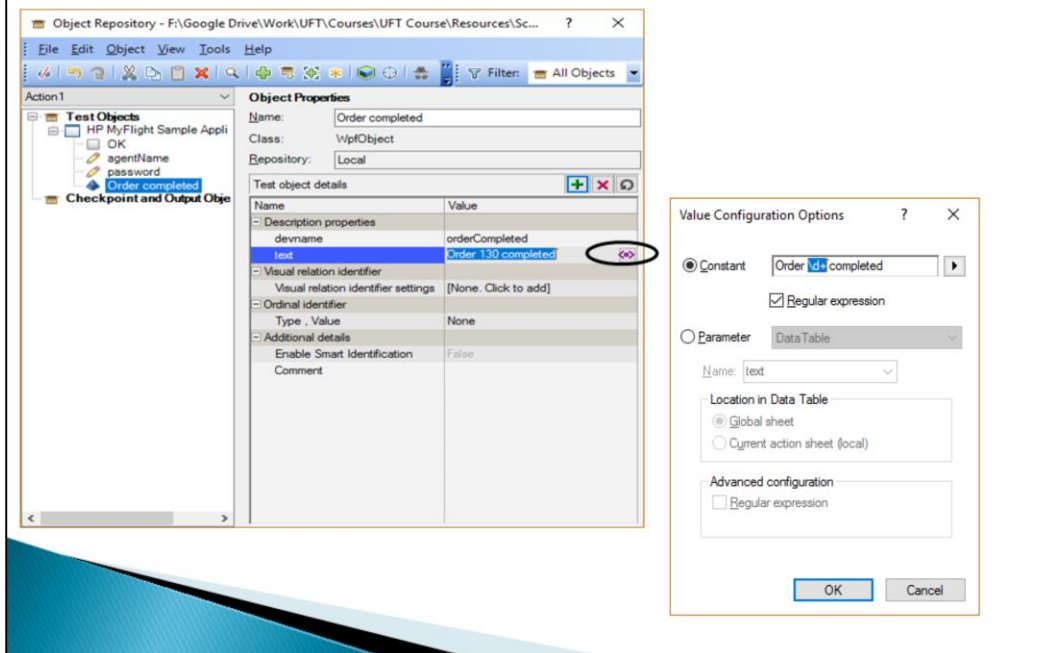 Object Repository - F:\Google Drive\Work\UFT\Courses\UFT Course\Resources\Sc... ?
File Edit Object View Tools Help
Filter: All Objects
Action1
Test Objects
HP MyFlight Sample Appli
OK
agentName
password
Order completed
Checkpoint and Output Obje
Object Properties
Name: Order completed
Class: WpfObject
Repository: Local
Test object details
Name Value
Description properties
devname orderCompleted
text Order 130 completed
Visual relation identifier
Visual relation identifier settings [None. Click to add]
Ordinal identifier
Type , Value None
Additional details
Enable Smart Identification False
Comment
Value Configuration Options ?
Constant Order \d+ completed
Regular expression
Parameter DataTable
Name: text
Location in Data Table
Global sheet
Current action sheet (local)
Advanced configuration
Regular expression
OK Cancel